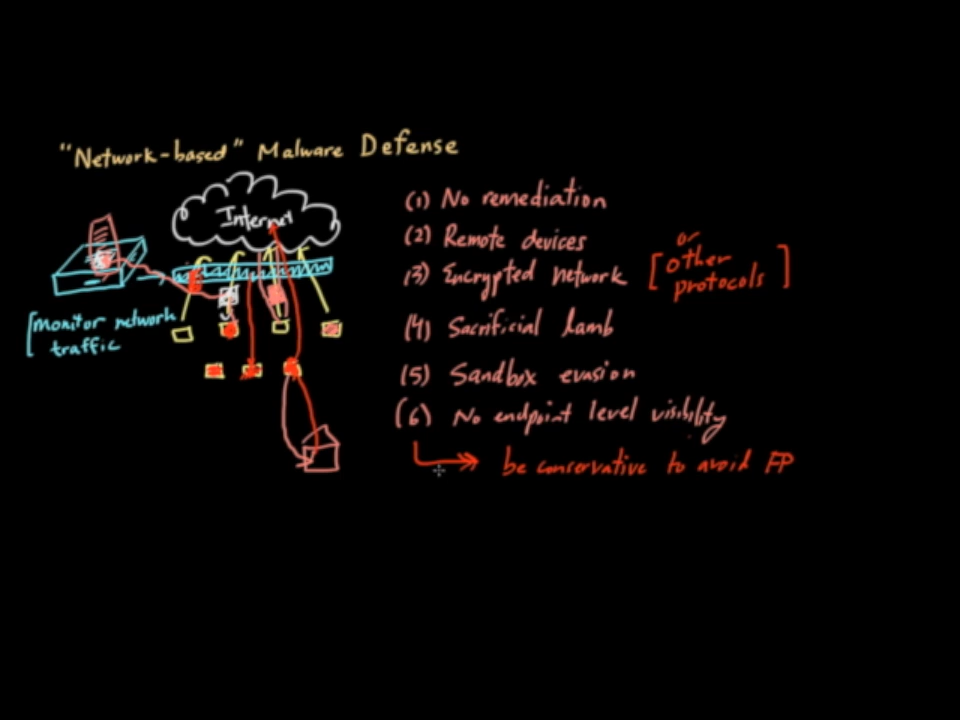 "Network-based" Malware Defense
Internet
[monitor network
traffic
(1) No remediation
(2) Remote devices
(3) Encrypted network [or other protocols]
(4) Sacrificial lamb
(5) Sandbox evasion
(6) No endpoint level visibility
be conservative to avoid FP